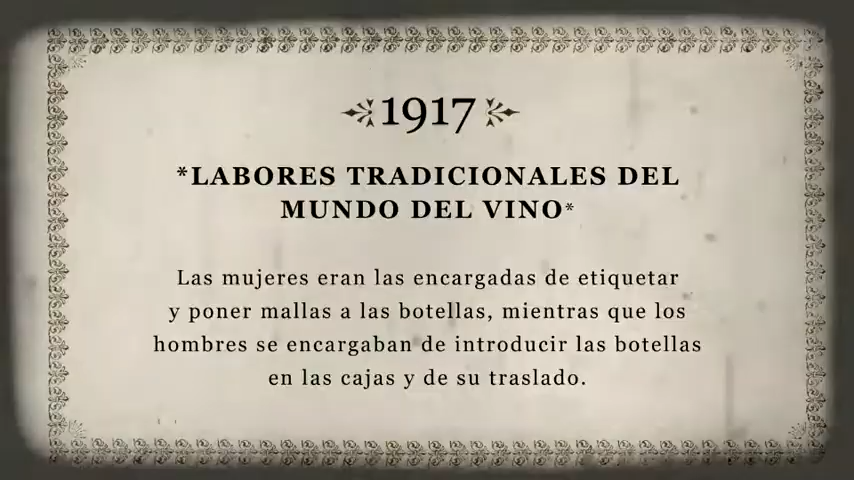 1917
*LABORES TRADICIONALES DEL
MUNDO DEL VINO*
Las mujeres eran las encargadas de etiquetar
y poner mallas a las botellas, mientras que los
hombres se encargaban de introducir las botellas
en las cajas y de su traslado.